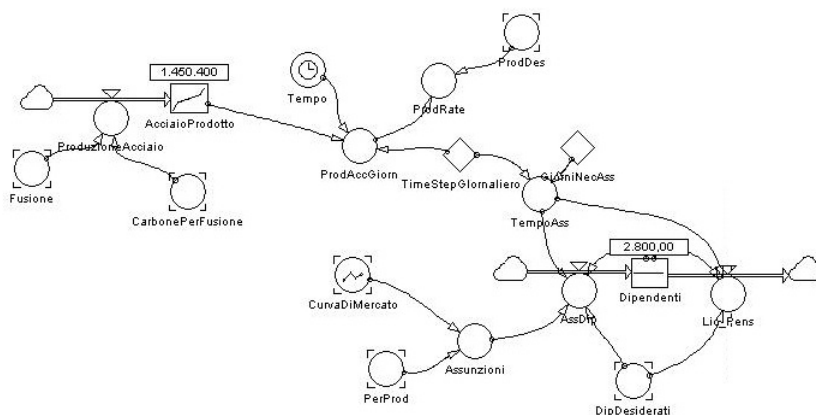 ProdDes
1.450.400
Tempo
ProdRate
AcciaioProdotto
ProduzioneAcciaio
ProdAccGiorn
TimeStepGiornaliero
GiorniNecAss
Fusione
CarbonePerFusione
TempoAss
2.800,00
CurvaDiMercato
AssDip
Dipendenti
Lic_Pens
PerProd
Assunzioni
DipDesiderati